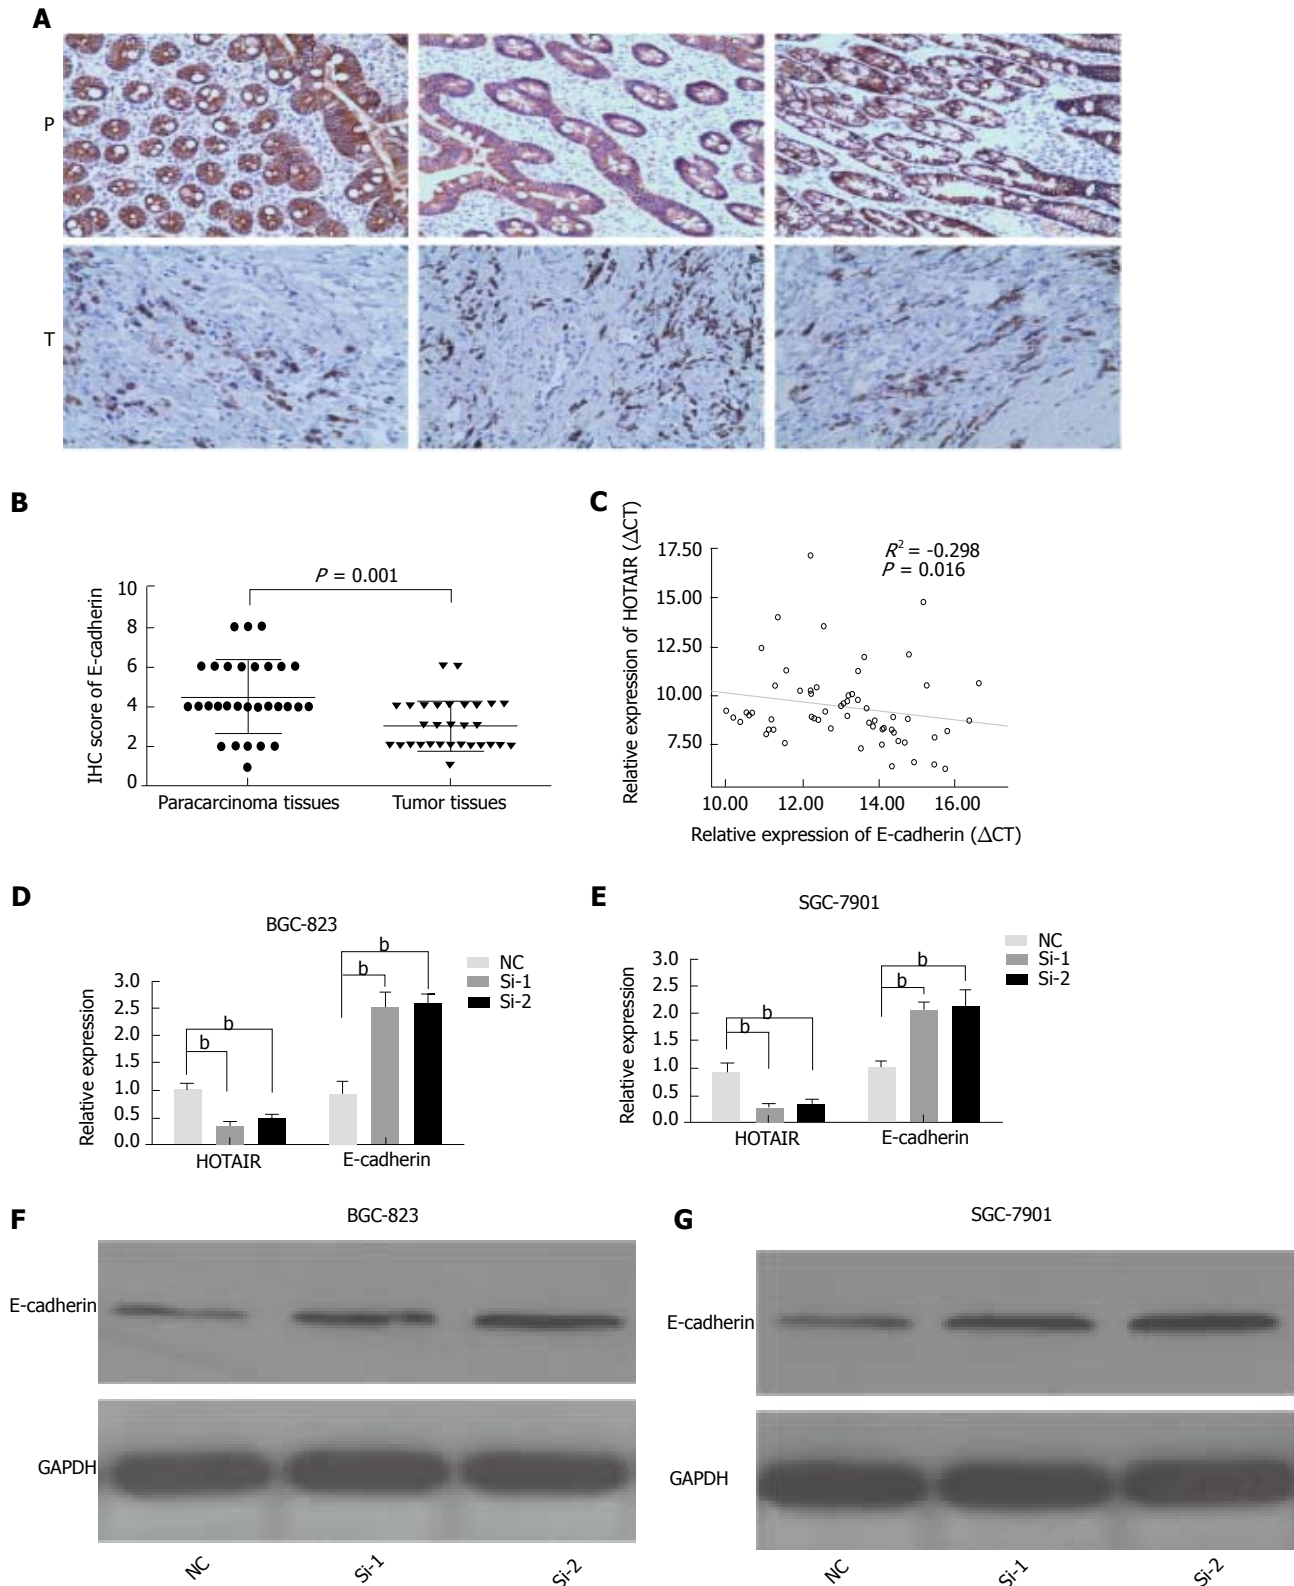 A
P
T
B
IHC score of E-cadherin
10
8
6
4
2
0
P = 0.001
Paracarcinoma tissues
Tumor tissues
C
Relative expression of HOTAIR (ΔCT)
17.50
15.00
12.50
10.00
7.50
R² = -0.298
P = 0.016
10.00 12.00 14.00 16.00
Relative expression of E-cadherin (ΔCT)
D
BGC-823
Relative expression
3.0
2.5
2.0
1.5
1.0
0.5
0.0
b
b
b
b
HOTAIR
E-cadherin
NC
Si-1
Si-2
E
SGC-7901
Relative expression
3.0
2.5
2.0
1.5
1.0
0.5
0.0
b
b
b
b
HOTAIR
E-cadherin
NC
Si-1
Si-2
F
BGC-823
E-cadherin
GAPDH
NC
Si-1
Si-2
G
SGC-7901
E-cadherin
GAPDH
NC
Si-1
Si-2